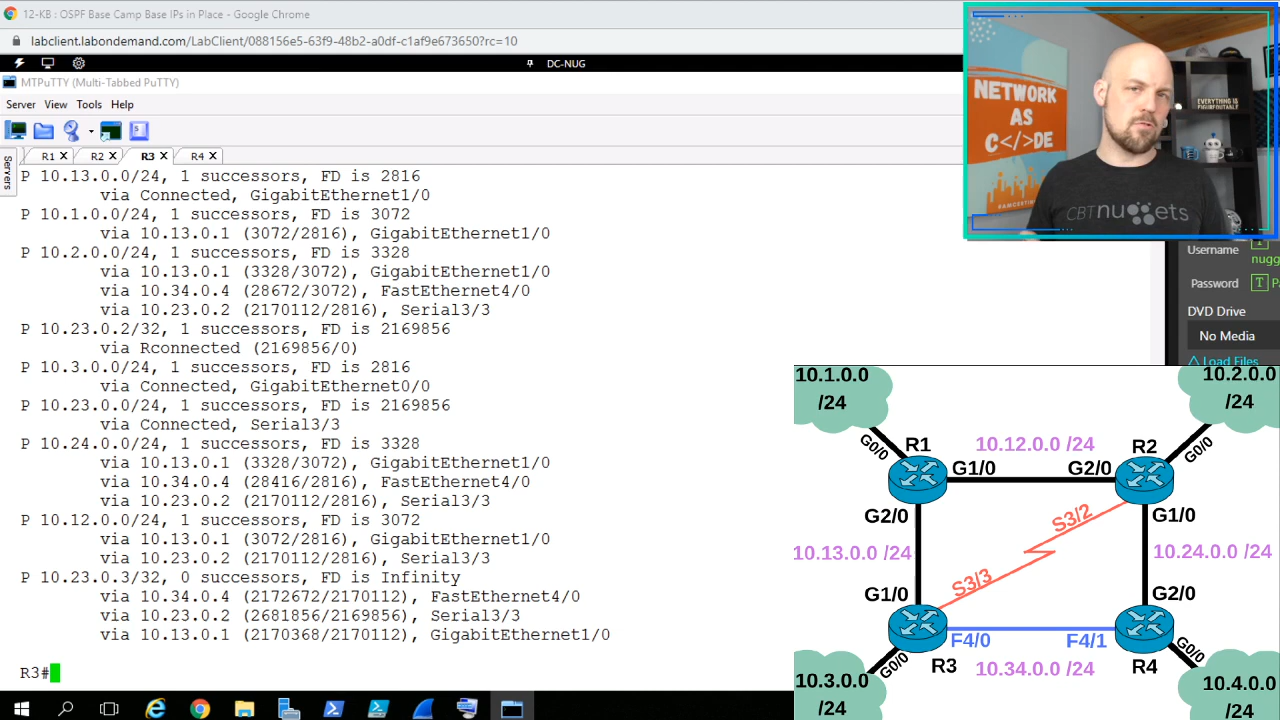 12-KB : OSPF Base Camp Base IPs in Place - Google Chrome
labclient.labondemand.com/LabClient/088156e5-63f9-48b2-a0df-c1af9e673650?rc=10
DC-NUG
MTPuTTY (Multi-Tabbed PuTTY)
Server View Tools Help
Servers
R1 R2 R3 R4
P 10.13.0.0/24, 1 successors, FD is 2816
via Connected, GigabitEthernet1/0
P 10.1.0.0/24, 1 successors, FD is 3072
via 10.13.0.1 (3072/2816), GigabitEthernet1/0
P 10.2.0.0/24, 1 successors, FD is 3328
via 10.13.0.1 (3328/3072), GigabitEthernet1/0
via 10.34.0.4 (28672/3072), FastEthernet4/0
via 10.23.0.2 (2170112/2816), Serial3/3
P 10.23.0.2/32, 1 successors, FD is 2169856
via Rconnected (2169856/0)
P 10.3.0.0/24, 1 successors, FD is 2816
via Connected, GigabitEthernet0/0
P 10.23.0.0/24, 1 successors, FD is 2169856
via Connected, Serial3/3
P 10.24.0.0/24, 1 successors, FD is 3328
via 10.13.0.1 (3328/3072), GigabitEthernet1/0
via 10.34.0.4 (28416/2816), FastEthernet4/0
via 10.23.0.2 (2170112/2816), Serial3/3
P 10.12.0.0/24, 1 successors, FD is 3072
via 10.13.0.1 (3072/2816), GigabitEthernet1/0
via 10.23.0.2 (2170112/2816), Serial3/3
P 10.23.0.3/32, 0 successors, FD is Infinity
via 10.34.0.4 (2172672/2170112), FastEthernet4/0
via 10.23.0.2 (2681856/2169856), Serial3/3
via 10.13.0.1 (2170368/2170112), GigabitEthernet1/0
R3#
NETWORK
AS
C</>DE
EVERYTHING IS
FIGUREOUTABLE
CBTnuggets
Username
nugg
Password
DVD Drive
No Media
Load Files
10.1.0.0
/24
10.2.0.0
/24
G0/0
R1
10.12.0.0 /24
R2
G0/0
G1/0
G2/0
G2/0
S3/2
G1/0
10.13.0.0 /24
10.24.0.0 /24
S3/3
G1/0
G2/0
F4/0
F4/1
G0/0
R3
10.34.0.0 /24
R4
G0/0
10.3.0.0
/24
10.4.0.0
/24